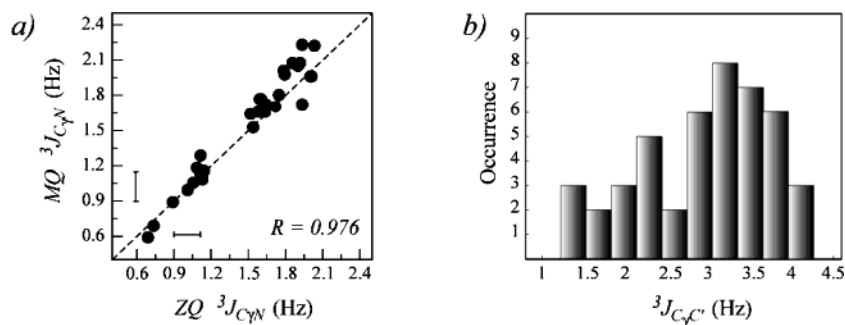 a)
MQ ³J_CγN (Hz)
2.4
2.1
1.8
1.5
1.2
0.9
0.6
R = 0.976
0.6 0.9 1.2 1.5 1.8 2.1 2.4
ZQ ³J_CγN (Hz)
b)
Occurrence
9
8
7
6
5
4
3
2
1
1 1.5 2 2.5 3 3.5 4 4.5
³J_CγC' (Hz)